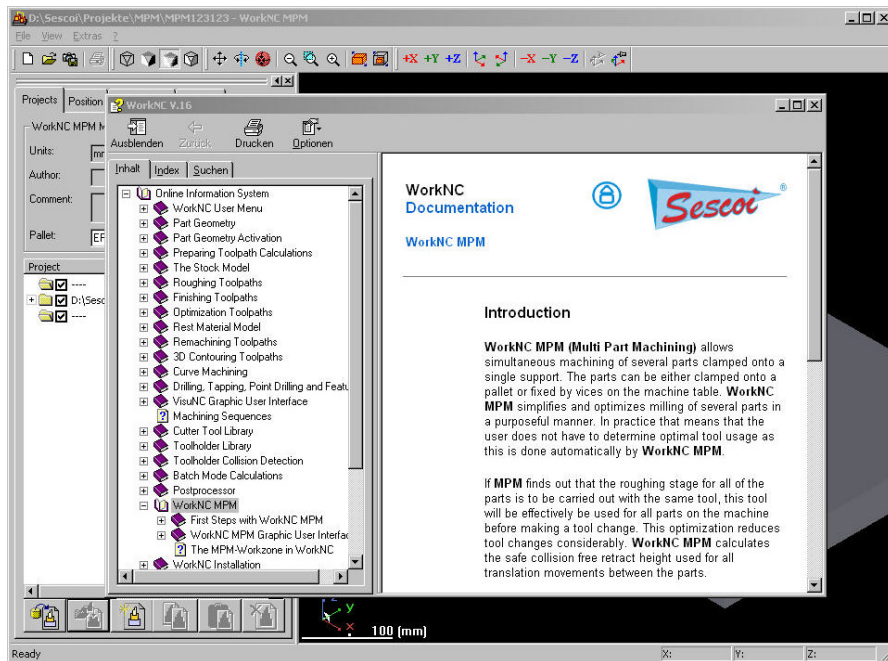 D:\Sescoi\Projekte\MPM\MPM123123 - WorkNC MPM
File View Extras ?
+X +Y +Z -X -Y -Z
Projects Position
WorkNC MPM
Units:
Author:
Comment:
Pallet:
Project
----
D:\Sesc
----
WorkNC V.16
Ausblenden Zurück Drucken Optionen
Inhalt Index Suchen
Online Information System
WorkNC User Menu
Part Geometry
Part Geometry Activation
Preparing Toolpath Calculations
The Stock Model
Roughing Toolpaths
Finishing Toolpaths
Optimization Toolpaths
Rest Material Model
Remachining Toolpaths
3D Contouring Toolpaths
Curve Machining
Drilling, Tapping, Point Drilling and Featu
VisuNC Graphic User Interface
Machining Sequences
Cutter Tool Library
Toolholder Library
Toolholder Collision Detection
Batch Mode Calculations
Postprocessor
WorkNC MPM
First Steps with WorkNC MPM
WorkNC MPM Graphic User Interfac
The MPM-Workzone in WorkNC
WorkNC Installation
WorkNC
Documentation
Sescoi ®
WorkNC MPM
Introduction
WorkNC MPM (Multi Part Machining) allows
simultaneous machining of several parts clamped onto a
single support. The parts can be either clamped onto a
pallet or fixed by vices on the machine table. WorkNC
MPM simplifies and optimizes milling of several parts in
a purposeful manner. In practice that means that the
user does not have to determine optimal tool usage as
this is done automatically by WorkNC MPM.
If MPM finds out that the roughing stage for all of the
parts is to be carried out with the same tool, this tool
will be effectively be used for all parts on the machine
before making a tool change. This optimization reduces
tool changes considerably. WorkNC MPM calculates
the safe collision free retract height used for all
translation movements between the parts.
z y x
100 (mm)
Ready X: Y: Z: